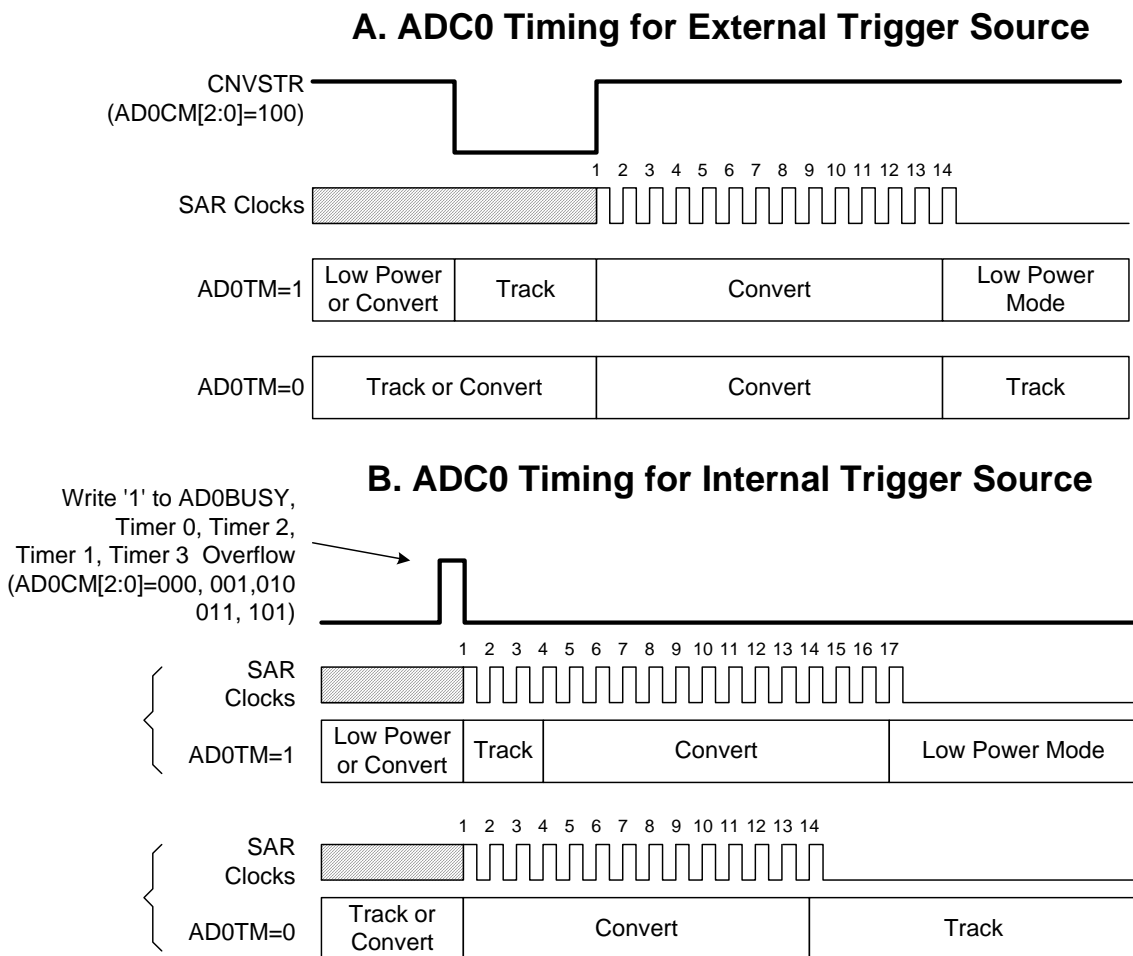 A. ADC0 Timing for External Trigger Source
CNVSTR
(AD0CM[2:0]=100)
1 2 3 4 5 6 7 8 9 10 11 12 13 14
SAR Clocks
AD0TM=1
Low Power
or Convert
Track
Convert
Low Power
Mode
AD0TM=0
Track or Convert
Convert
Track
B. ADC0 Timing for Internal Trigger Source
Write '1' to AD0BUSY,
Timer 0, Timer 2,
Timer 1, Timer 3 Overflow
(AD0CM[2:0]=000, 001,010
011, 101)
1 2 3 4 5 6 7 8 9 10 11 12 13 14 15 16 17
SAR
Clocks
AD0TM=1
Low Power
or Convert
Track
Convert
Low Power Mode
1 2 3 4 5 6 7 8 9 10 11 12 13 14
SAR
Clocks
AD0TM=0
Track or
Convert
Convert
Track